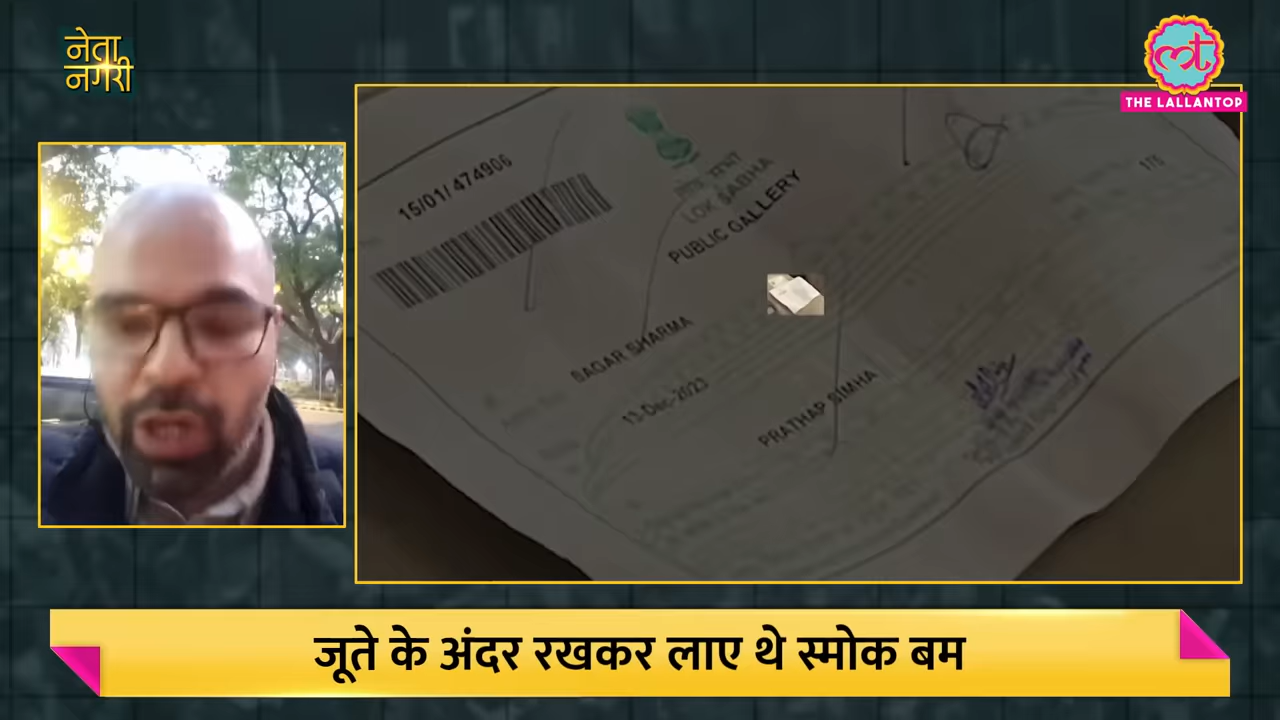 नेता
नगरी
THE LALLANTOP
15/01/474906
LOK SABHA
PUBLIC GALLERY
176
SAGAR SHARMA
13-Dec-2023
PRATHAP SIMHA
जूते के अंदर रखकर लाए थे स्मोक बम